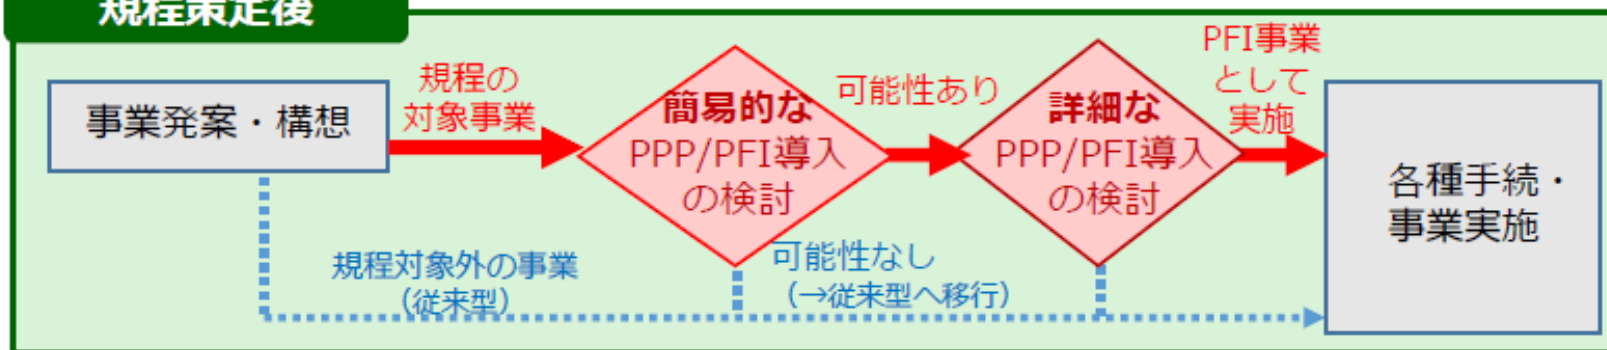 規程策定後
事業発案・構想
規程の
対象事業
簡易的な
PPP/PFI導入
の検討
可能性あり
詳細な
PPP/PFI導入
の検討
PFI事業
として
実施
各種手続・
事業実施
規程対象外の事業
（従来型）
可能性なし
（→従来型へ移行）